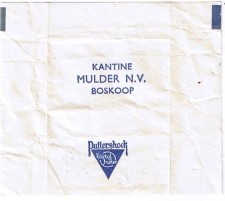 KANTINE
MULDER N.V.
BOSKOOP
Puttershoek